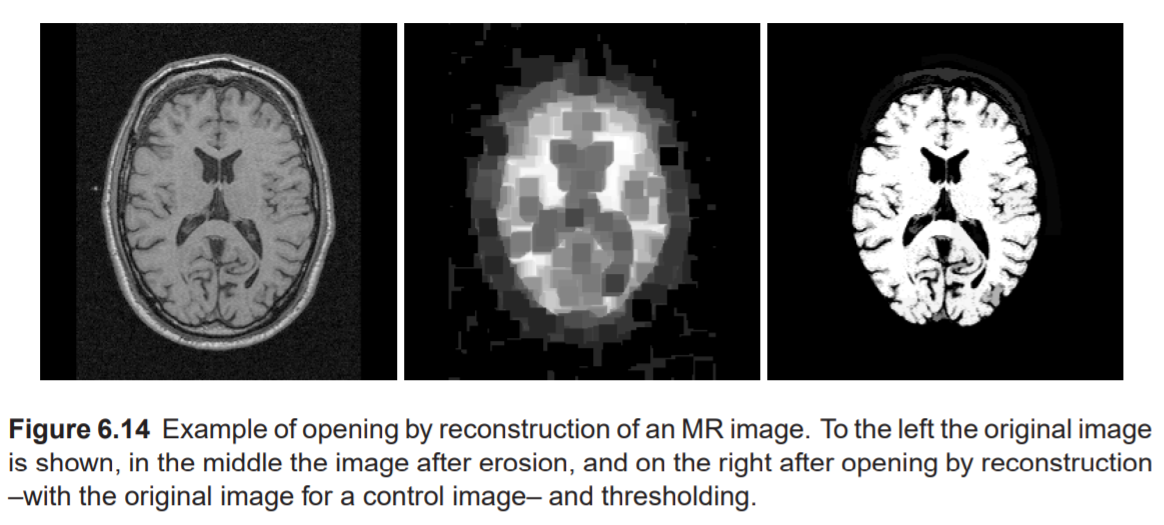 Figure 6.14 Example of opening by reconstruction of an MR image. To the left the original image
is shown, in the middle the image after erosion, and on the right after opening by reconstruction
–with the original image for a control image– and thresholding.